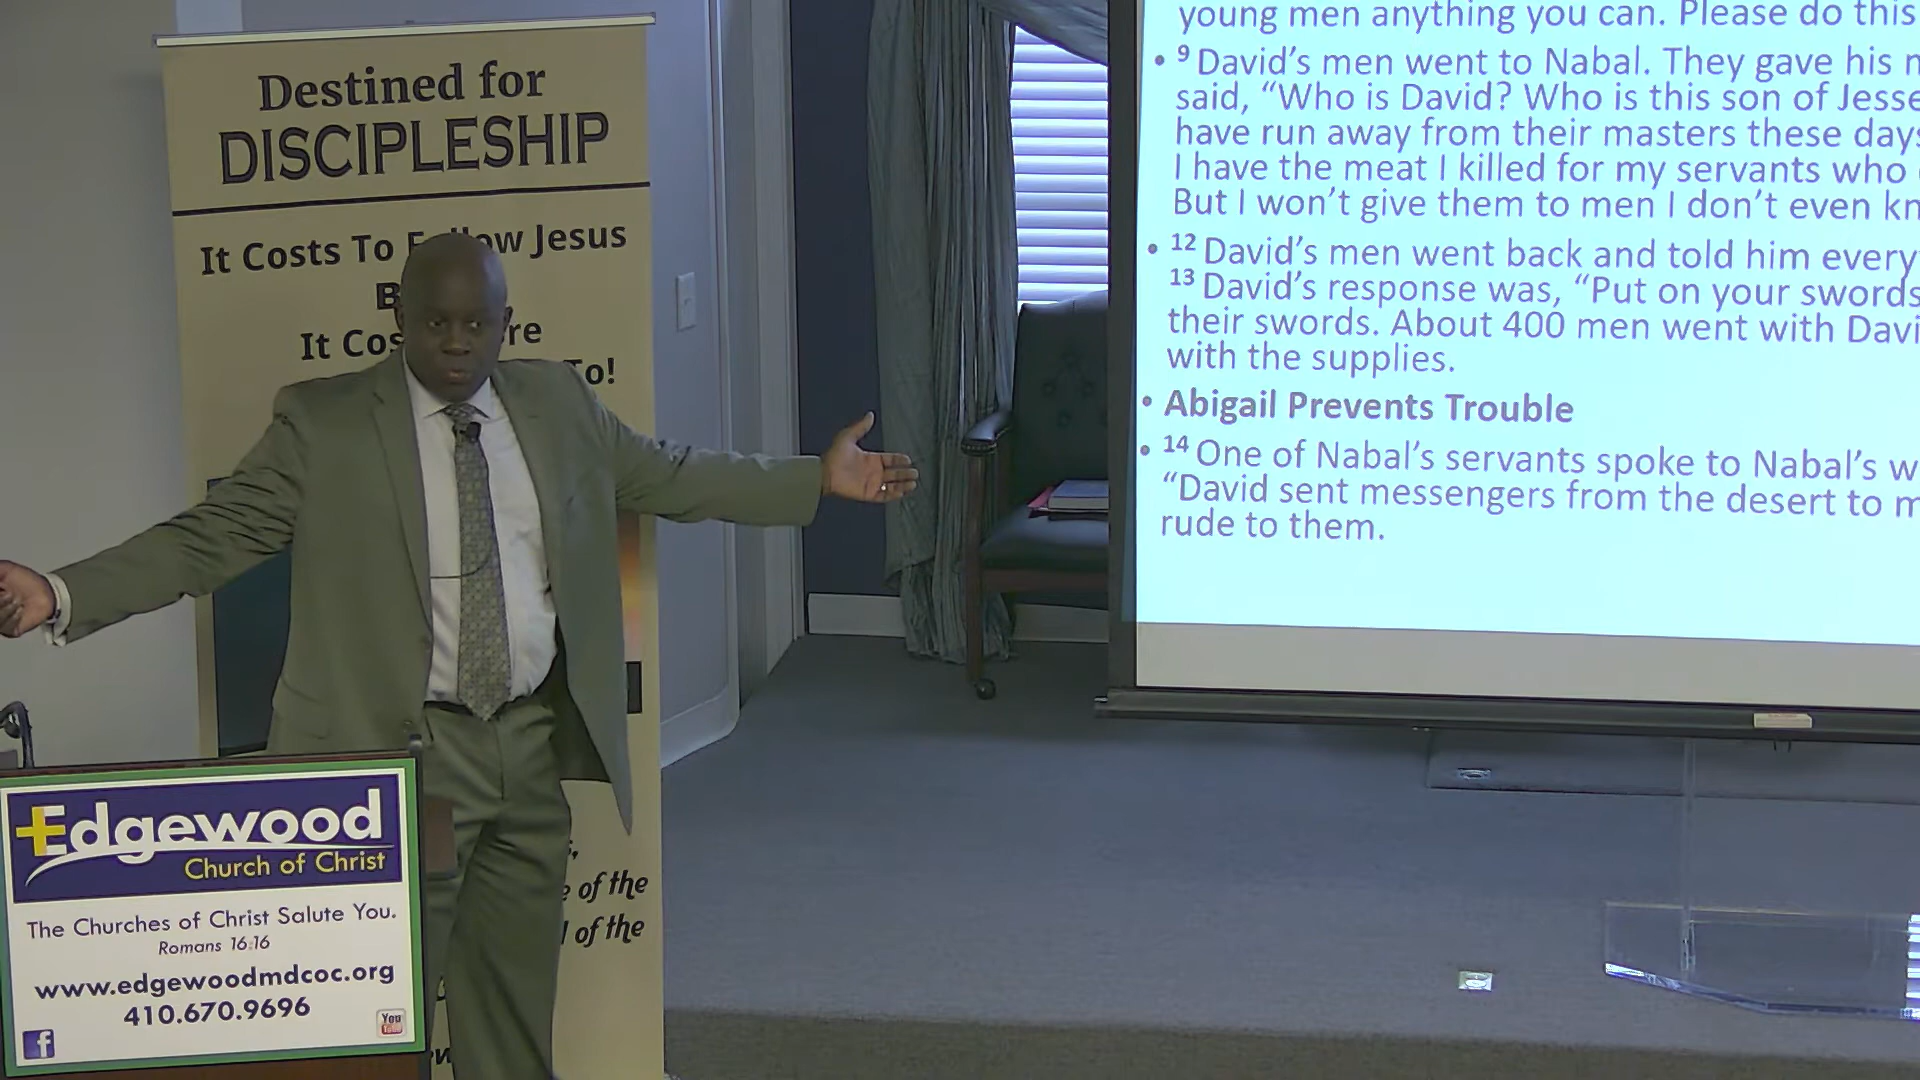 Destined for
DISCIPLESHIP
It Costs To Follow Jesus
It
To!
of the
of the
Edgewood
Church of Christ
The Churches of Christ Salute You.
Romans 16:16
www.edgewoodmdcoc.org
410.670.9696
f
You
Tube
young men anything you can. Please do this
• 9 David’s men went to Nabal. They gave his
said, “Who is David? Who is this son of Jesse
have run away from their masters these days
I have the meat I killed for my servants who
But I won’t give them to men I don’t even
• 12 David’s men went back and told him every
13 David’s response was, “Put on your swords
their swords. About 400 men went with
with the supplies.
• Abigail Prevents Trouble
• 14 One of Nabal’s servants spoke to Nabal’s
“David sent messengers from the desert to
rude to them.